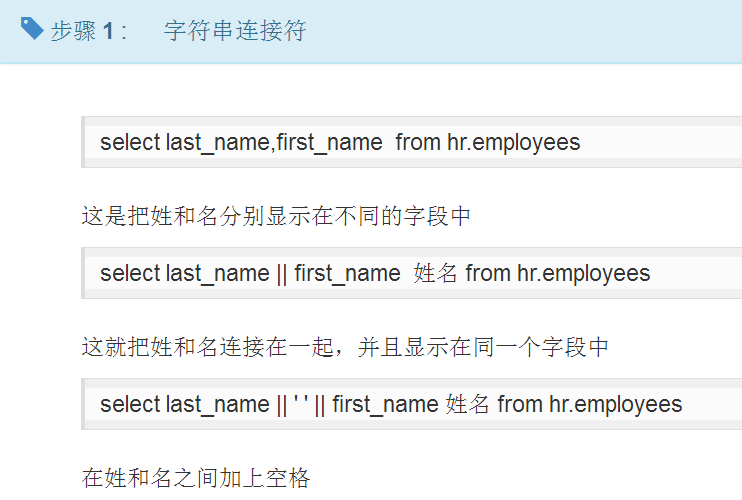 步骤 1 : 字符串连接符
select last_name,first_name from hr.employees
这是把姓和名分别显示在不同的字段中
select last_name || first_name 姓名 from hr.employees
这就把姓和名连接在一起，并且显示在同一个字段中
select last_name || ' ' || first_name 姓名 from hr.employees
在姓和名之间加上空格